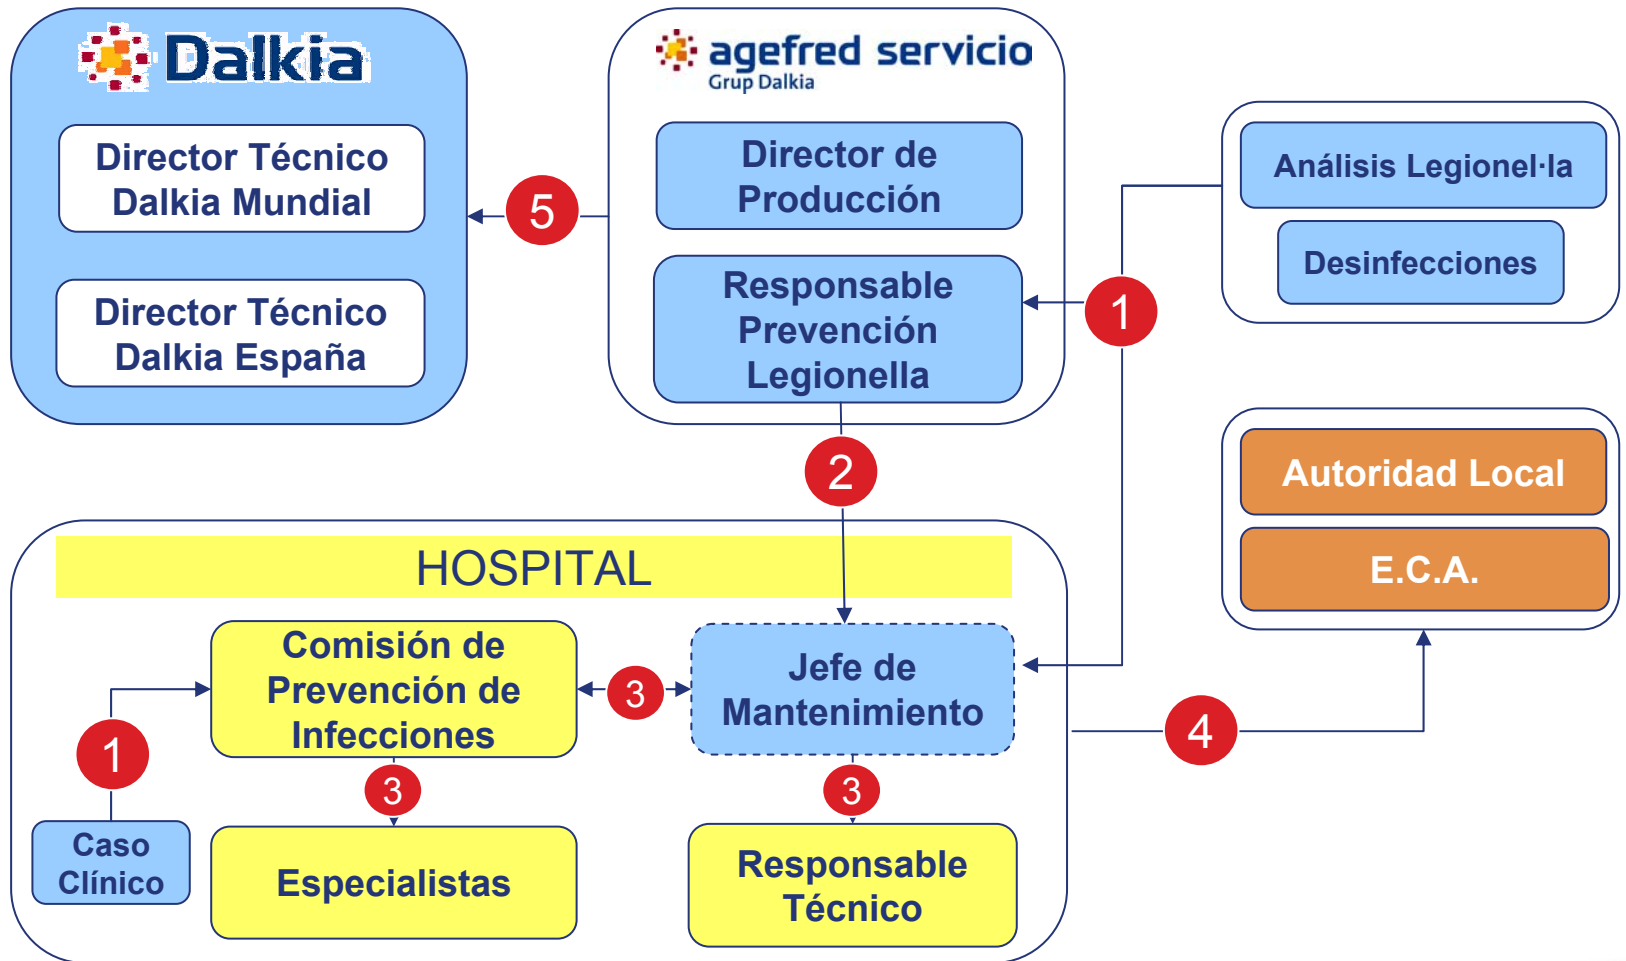 Dalkia
Director Técnico
Dalkia Mundial
Director Técnico
Dalkia España
5
agefred servicio
Grup Dalkia
Director de
Producción
Responsable
Prevención
Legionella
1
Análisis Legionel·la
Desinfecciones
2
Autoridad Local
E.C.A.
HOSPITAL
Comisión de
Prevención de
Infecciones
3
Jefe de
Mantenimiento
4
1
3
3
Caso
Clínico
Especialistas
Responsable
Técnico